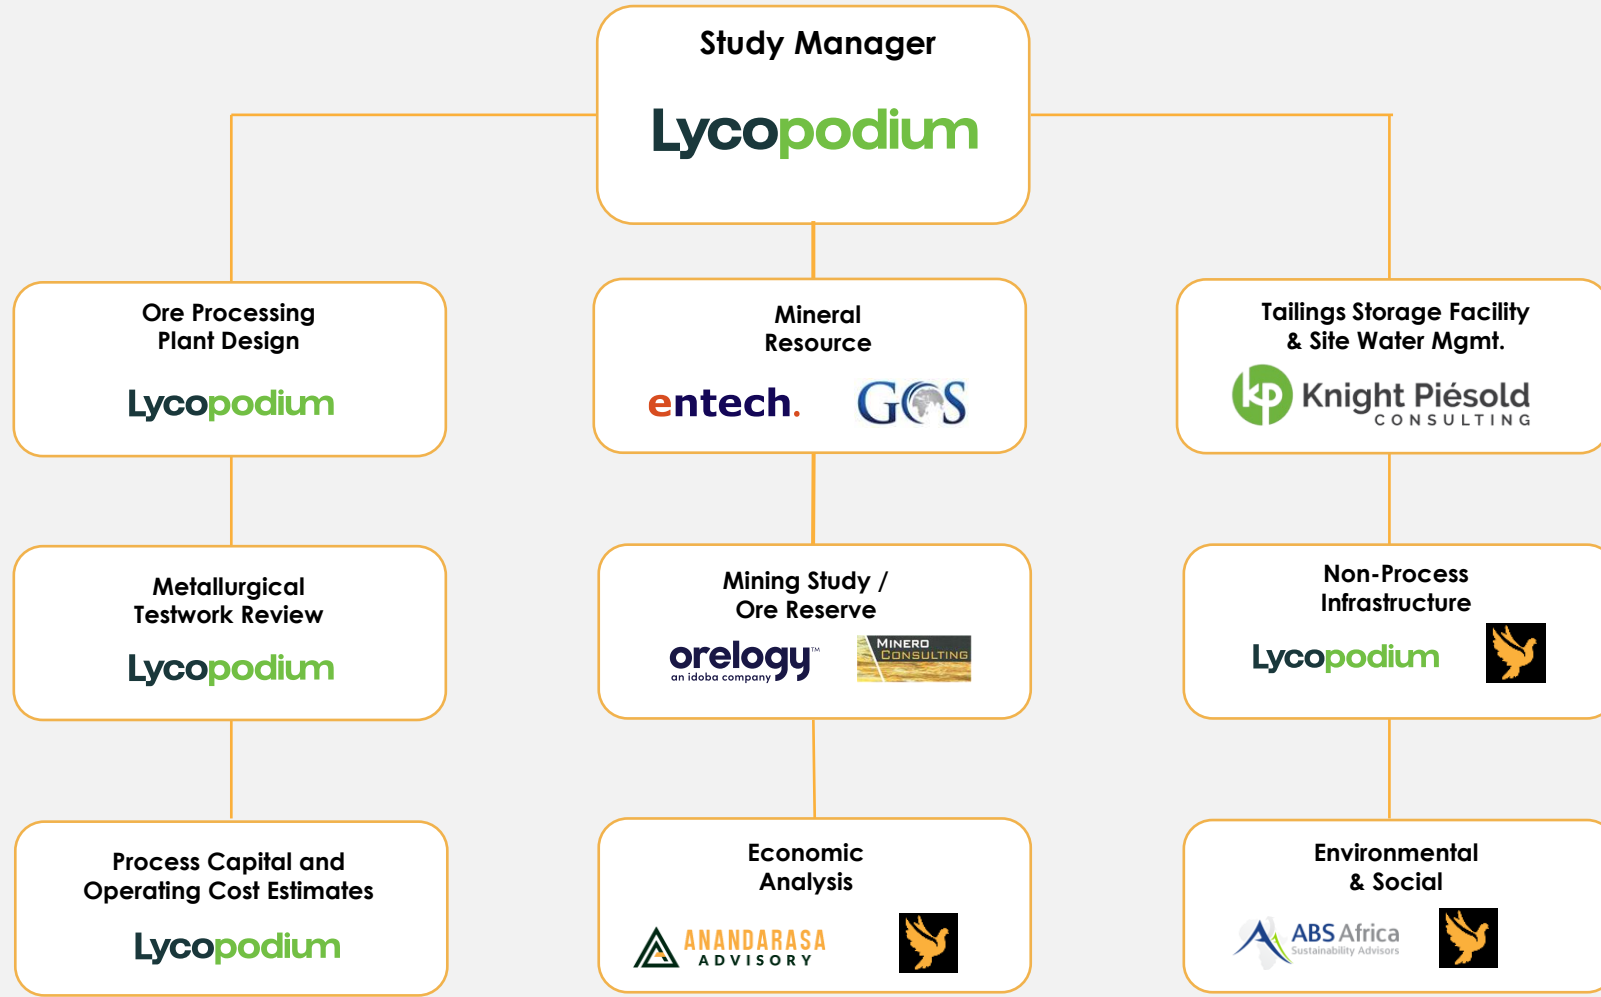 Study Manager
Lycopodium
Ore Processing
Plant Design
Lycopodium
Mineral
Resource
entech.
GOS
Tailings Storage Facility
& Site Water Mgmt.
kp
Knight Piésold
CONSULTING
Metallurgical
Testwork Review
Lycopodium
Mining Study /
Ore Reserve
orelogy™
an idoba company
MINERO
CONSULTING
Non-Process
Infrastructure
Lycopodium
Process Capital and
Operating Cost Estimates
Lycopodium
Economic
Analysis
ANANDARASA
ADVISORY
Environmental
& Social
ABS Africa
Sustainability Advisors